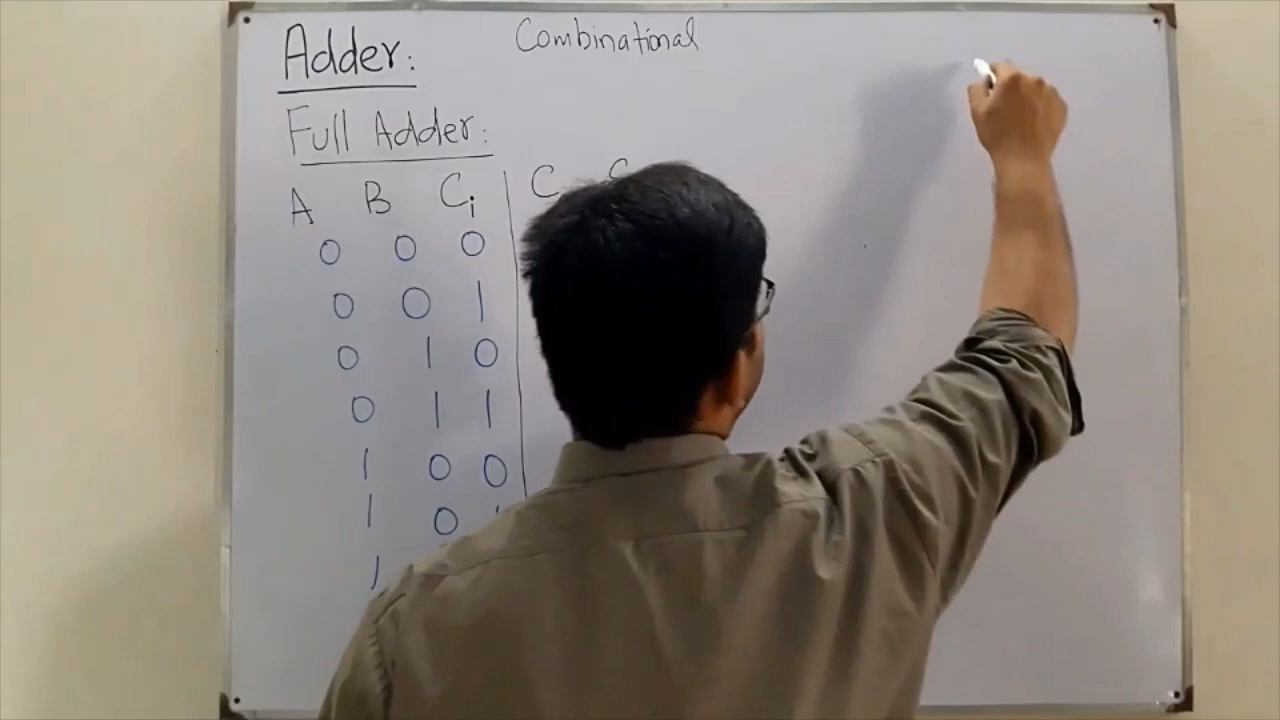 Adder:
Combinational
Full Adder:
A B Ci C
0 0 0
0 0 1
0 1 0
0 1 1
1 0 0
1 0
1